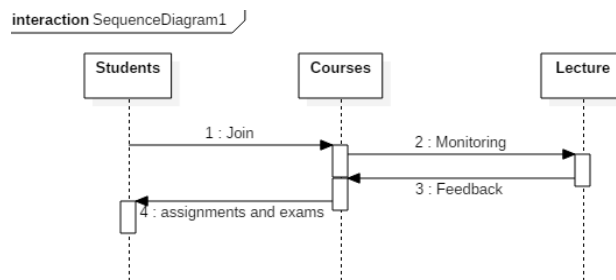 interaction SequenceDiagram1
Students
Courses
Lecture
1 : Join
2 : Monitoring
3 : Feedback
4 : assignments and exams